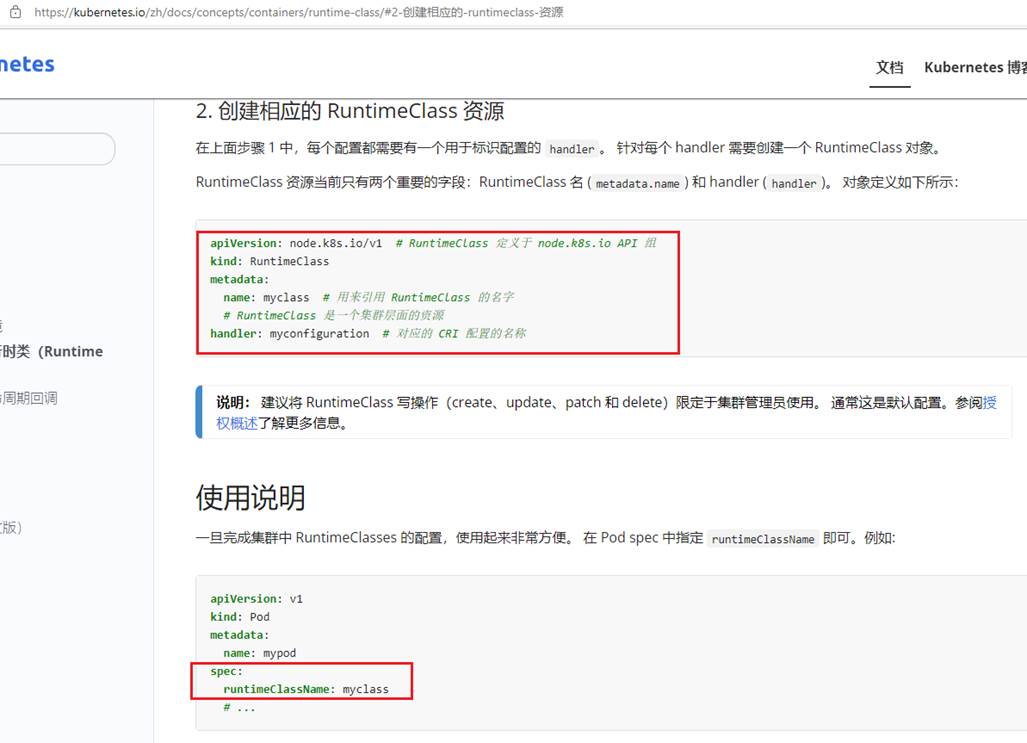 https://kubernetes.io/zh/docs/concepts/containers/runtime-class/#2-创建相应的-runtimeclass-资源
netes
文档 Kubernetes 博客
2. 创建相应的 RuntimeClass 资源
在上面步骤 1 中，每个配置都需要有一个用于标识配置的 handler 。 针对每个 handler 需要创建一个 RuntimeClass 对象。
RuntimeClass 资源当前只有两个重要的字段：RuntimeClass 名 (metadata.name) 和 handler (handler)。 对象定义如下所示：
apiVersion: node.k8s.io/v1 # RuntimeClass 定义于 node.k8s.io API 组
kind: RuntimeClass
metadata:
name: myclass # 用来引用 RuntimeClass 的名字
# RuntimeClass 是一个集群层面的资源
handler: myconfiguration # 对应的 CRI 配置的名称
时类（Runtime
周期回调
说明： 建议将 RuntimeClass 写操作（create、update、patch 和 delete）限定于集群管理员使用。 通常这是默认配置。参阅授
权概述了解更多信息。
使用说明
版）
一旦完成集群中 RuntimeClasses 的配置，使用起来非常方便。 在 Pod spec 中指定 runtimeClassName 即可。例如:
apiVersion: v1
kind: Pod
metadata:
name: mypod
spec:
runtimeClassName: myclass
# ...